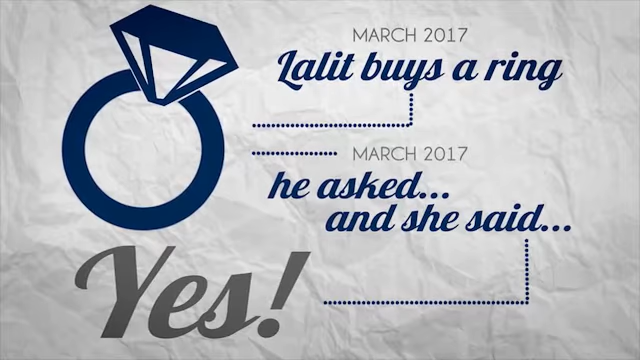 MARCH 2017
Lalit buys a ring
MARCH 2017
he asked...
and she said...
Yes!